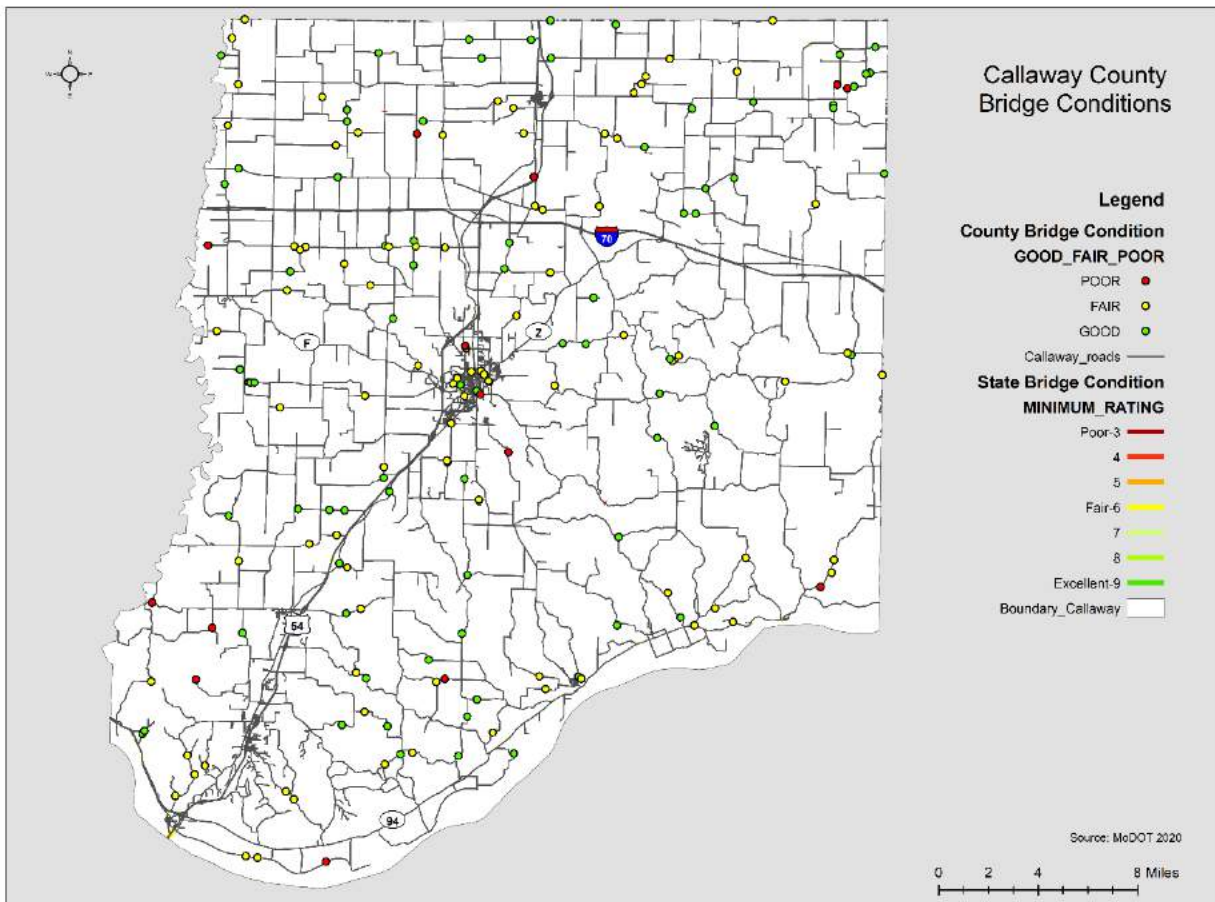 Callaway County
Bridge Conditions
Legend
County Bridge Condition
GOOD_FAIR_POOR
POOR
FAIR
GOOD
Callaway_roads
State Bridge Condition
MINIMUM_RATING
Poor-3
4
5
Fair-6
7
8
Excellent-9
Boundary_Callaway
N
W
E
S
70
Z
F
54
94
Source: MoDOT 2020
0 2 4 8 Miles